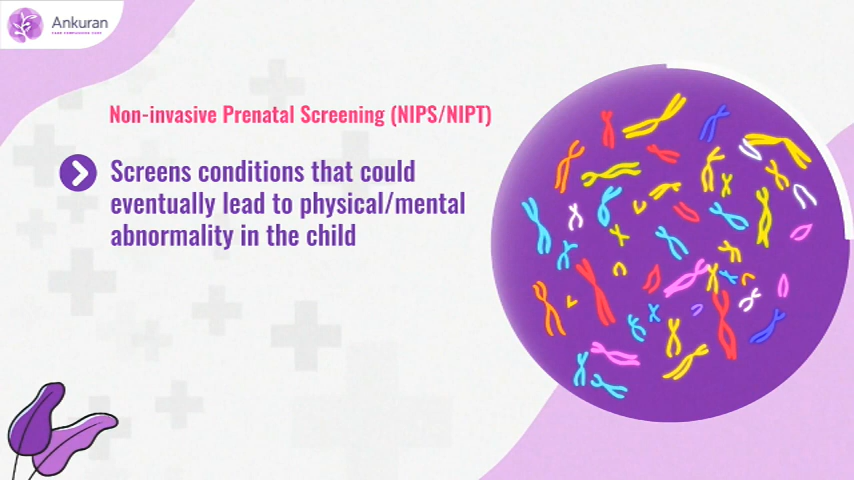 Ankuran
Non-invasive Prenatal Screening (NIPS/NIPT)
Screens conditions that could
eventually lead to physical/mental
abnormality in the child